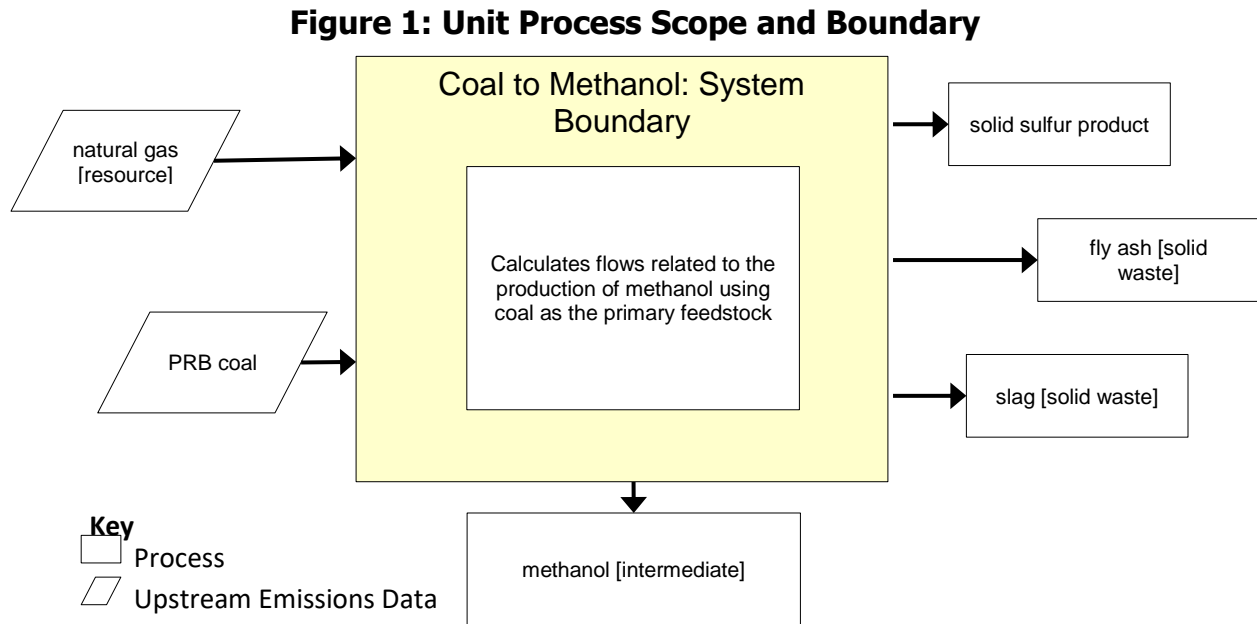 Figure 1: Unit Process Scope and Boundary
Coal to Methanol: System
Boundary
natural gas
[resource]
PRB coal
Calculates flows related to the
production of methanol using
coal as the primary feedstock
solid sulfur product
fly ash [solid
waste]
slag [solid waste]
methanol [intermediate]
Key
Process
Upstream Emissions Data